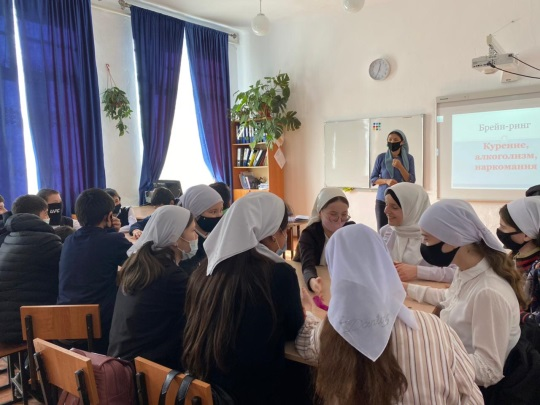 Брейн-ринг
Курение,
алкоголизм,
наркомания